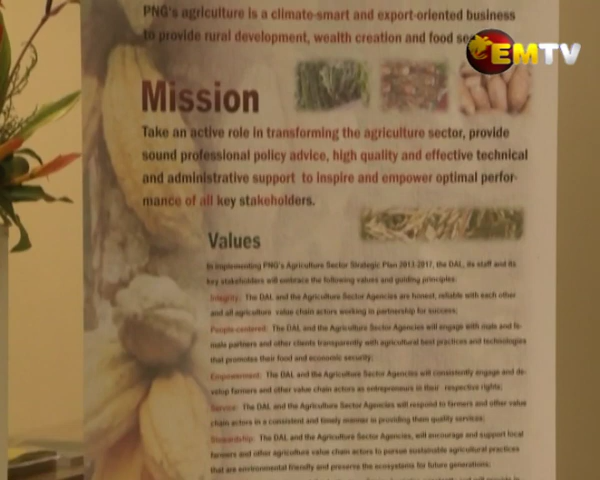 PNG's agriculture is a climate-smart and export-oriented business
to provide rural development, wealth creation and food
EMTV
Mission
Take an active role in transforming the agriculture sector, provide
sound professional policy advice, high quality and effective technical
and administrative support to inspire and empower optimal perfor-
mance of all key stakeholders.
Values
In implementing PNG's Agriculture Sector Strategic Plan 2013-2017, the DAL, its staff and its
key stakeholders will embrace the following values and guiding principles:
Integrity: The DAL and the Agriculture Sector Agencies are honest, reliable with each other
and all agriculture value chain actors working in partnership for success;
People-centered: The DAL and the Agriculture Sector Agencies will engage with male and fe-
male partners and other clients transparently with agricultural best practices and technologies
that promotes their food and economic security;
Empowerment: The DAL and the Agriculture Sector Agencies will consistently engage and de-
velop farmers and other value chain actors as entrepreneurs in their respective rights;
Service: The DAL and the Agriculture Sector Agencies will respond to farmers and other value
chain actors in a consistent and timely manner in providing them quality services;
Stewardship: The DAL and the Agriculture Sector Agencies, will encourage and support local
farmers and other agriculture value chain actors to pursue sustainable agricultural practices
that are environmental friendly and preserve the ecosystems for future generations;